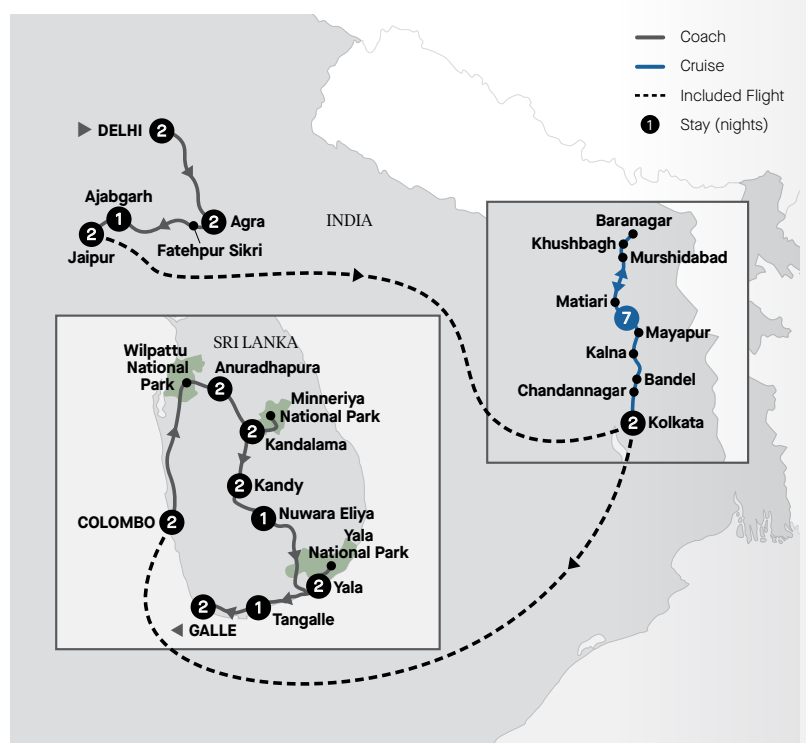 Coach
Cruise
Included Flight
1 Stay (nights)
DELHI 2
Ajabgarh
1
2 Agra
2
Jaipur
Fatehpur Sikri
INDIA
Baranagar
Khushbagh
Murshidabad
Matiari
7
Mayapur
Kalna
Bandel
Chandannagar
2 Kolkata
SRI LANKA
Wilpattu
National
Park
Anuradhapura
2
Minneriya
National Park
2
Kandalama
2 Kandy
1 Nuwara Eliya
COLOMBO 2
Yala
National Park
2 Yala
2
GALLE
1
Tangalle